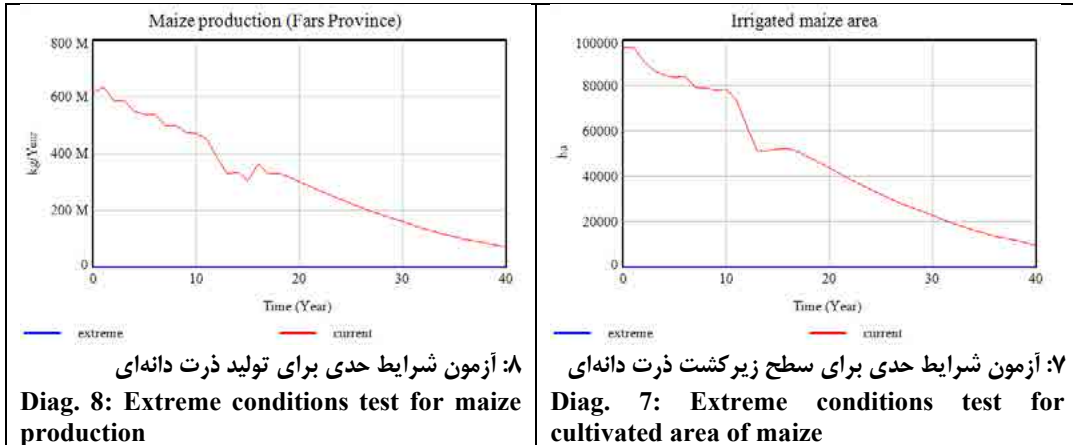 Maize production (Fars Province)
800 M
600 M
400 M
200 M
0
kg/Year
0 10 20 30 40
Time (Year)
extreme current
۸: آزمون شرایط حدی برای تولید ذرت دانه‌ای
Diag. 8: Extreme conditions test for maize
production
Irrigated maize area
100000
80000
60000
40000
20000
0
ha
0 10 20 30 40
Time (Year)
extreme current
۷: آزمون شرایط حدی برای سطح زیرکشت ذرت دانه‌ای
Diag. 7: Extreme conditions test for
cultivated area of maize